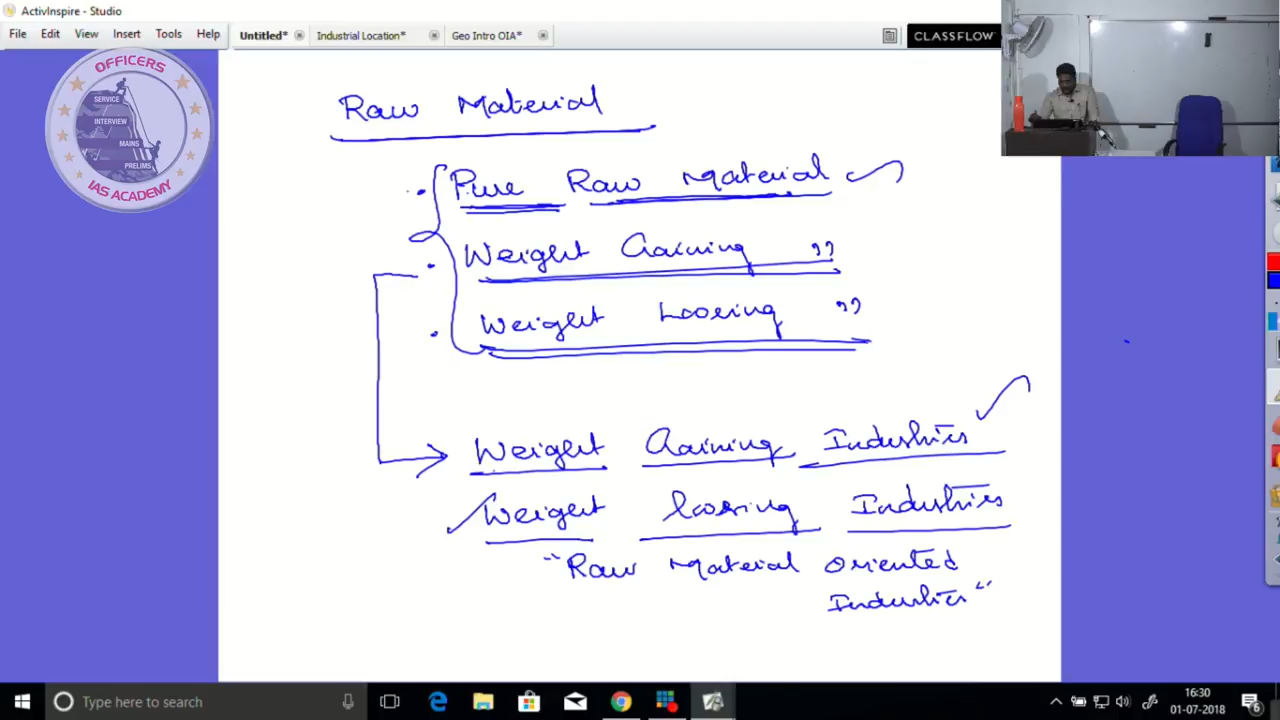 ActivInspire - Studio
File Edit View Insert Tools Help
Untitled* Industrial Location* Geo Intro OIA* CLASSFLOW
OFFICERS
SERVICE
INTERVIEW
MAINS
PRELIMS
IAS ACADEMY
Raw Material
• Pure Raw Material
• Weight Gaining ,,
• Weight Loosing ,,
Weight Gaining Industries
Weight loosing Industries
"Raw Material Oriented
Industries"
Type here to search
16:30
01-07-2018
6